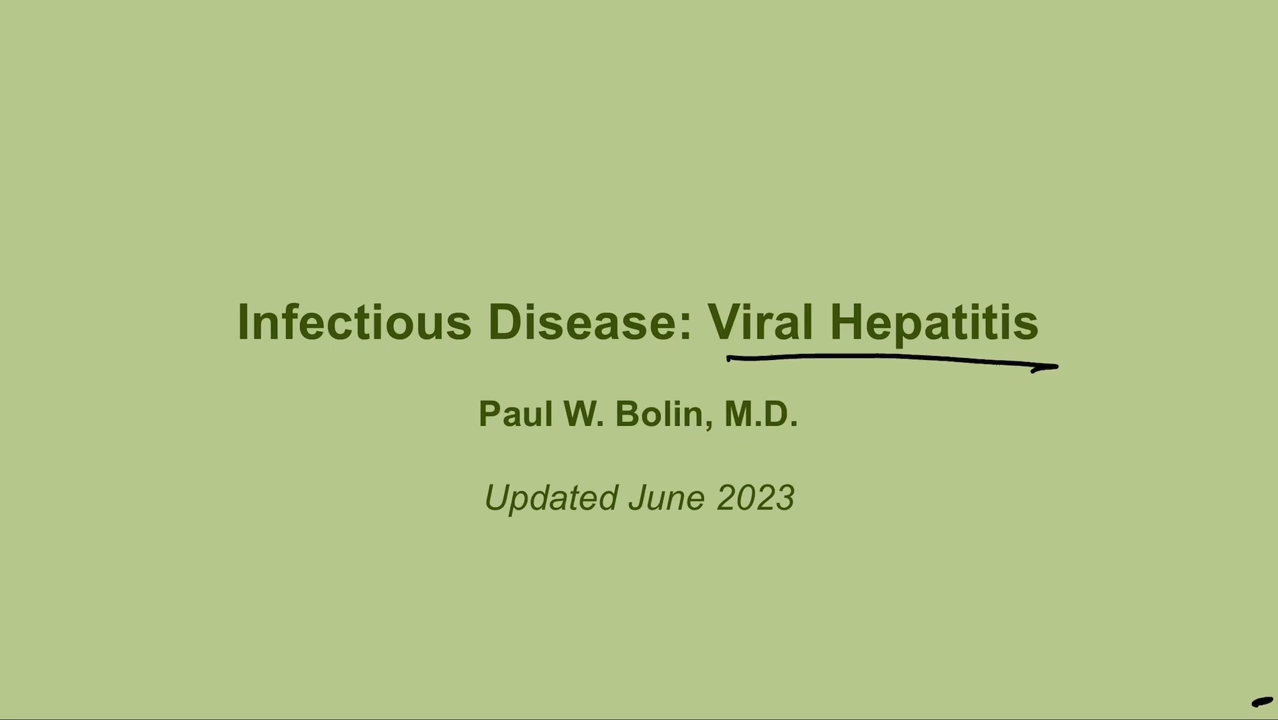 Infectious Disease: Viral Hepatitis
Paul W. Bolin, M.D.
Updated June 2023